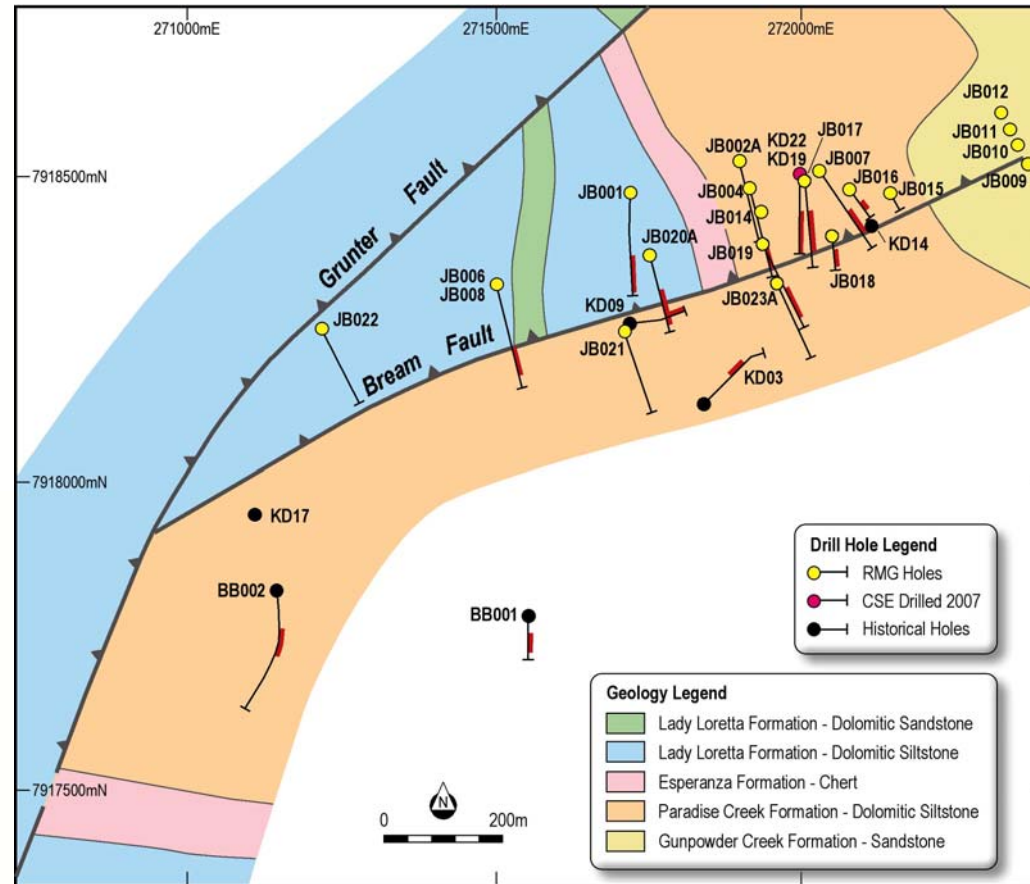 271000mE
271500mE
272000mE
JB012
JB011
JB010
JB009
JB017
KD22
KD19
JB002A
JB007
JB016
JB015
7918500mN
JB001
JB004
JB014
JB020A
JB019
KD14
JB018
Grunter Fault
JB006
JB008
JB023A
KD09
JB022
JB021
Bream Fault
KD03
7918000mN
KD17
BB002
BB001
Drill Hole Legend
RMG Holes
CSE Drilled 2007
Historical Holes
Geology Legend
Lady Loretta Formation - Dolomitic Sandstone
Lady Loretta Formation - Dolomitic Siltstone
Esperanza Formation - Chert
Paradise Creek Formation - Dolomitic Siltstone
Gunpowder Creek Formation - Sandstone
7917500mN
N
0 200m